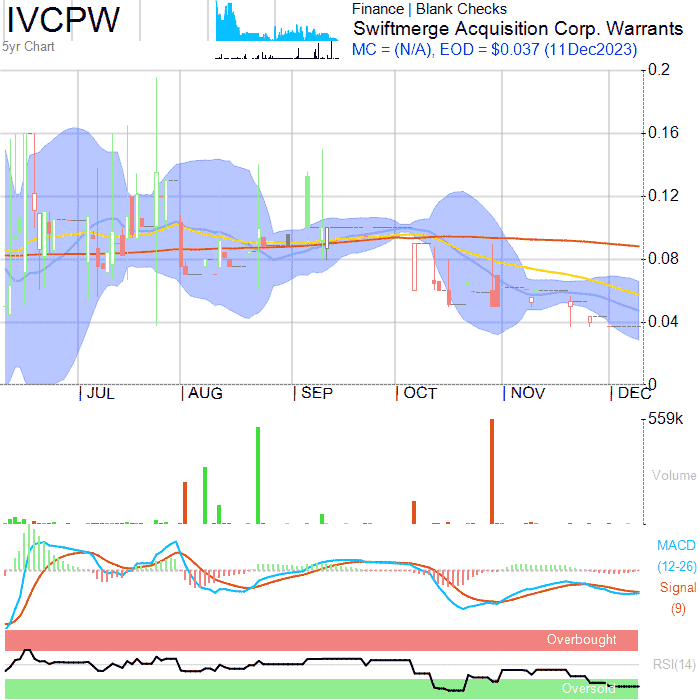 IVCPW
5yr Chart
Finance | Blank Checks
Swiftmerge Acquisition Corp. Warrants
MC = (N/A), EOD = $0.037 (11Dec2023)
0.2
0.16
0.12
0.08
0.04
0
JUL AUG SEP OCT NOV DEC
559k
Volume
MACD
(12-26)
Signal
(9)
Overbought
RSI(14)
Oversold